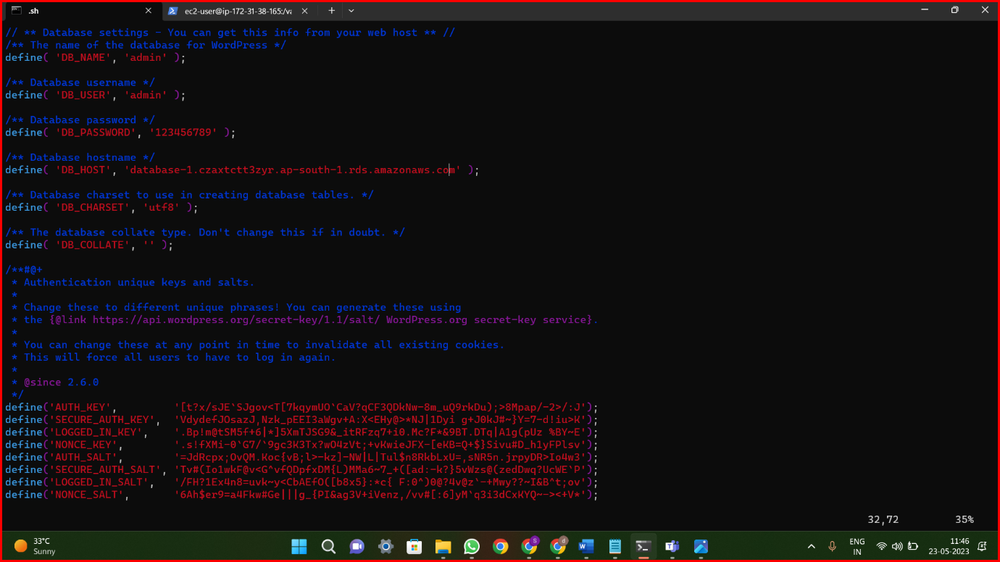 .sh
ec2-user@ip-172-31-38-165:/va
// ** Database settings - You can get this info from your web host ** //
/** The name of the database for WordPress */
define( 'DB_NAME', 'admin' );
/** Database username */
define( 'DB_USER', 'admin' );
/** Database password */
define( 'DB_PASSWORD', '123456789' );
/** Database hostname */
define( 'DB_HOST', 'database-1.czaxtctt3zyr.ap-south-1.rds.amazonaws.com' );
/** Database charset to use in creating database tables. */
define( 'DB_CHARSET', 'utf8' );
/** The database collate type. Don't change this if in doubt. */
define( 'DB_COLLATE', '' );
/**#@+
* Authentication unique keys and salts.
*
* Change these to different unique phrases! You can generate these using
* the {@link https://api.wordpress.org/secret-key/1.1/salt/ WordPress.org secret-key service}.
*
* You can change these at any point in time to invalidate all existing cookies.
* This will force all users to have to log in again.
*
* @since 2.6.0
*/
define('AUTH_KEY', '[t?x/sJE`SJgov<T[7kqymUO`CaV?qCF3QDkNw-8m_uQ9rkDu);>8Mpap/-2>/:J');
define('SECURE_AUTH_KEY', 'VdydefJOsazJ,Nzk_pEEI3aWgv+A:X<EHy@>*NJ|1Dyi g+J0kJ#~}Y=7-d!iu>K');
define('LOGGED_IN_KEY', '.Bp!m@tSM5f+6|*]5XmTJSG9&_itRFzq7+i0.Mc?F*&9BT.DTq|A1g(pUz %BY~E');
define('NONCE_KEY', '.s!fXMi-0`G7/`9gc3K3Tx?wO4zVt;+vKwieJFX-[eKB=Q+$}Sivu#D_h1yFPlsv');
define('AUTH_SALT', '=JdRcpx;OvQM.Koc{vB;l>-kz]-NW|L|Tul$n8RkbLxU=,sNR5n.jrpyDR>Io4w3');
define('SECURE_AUTH_SALT', 'Tv#(Io1wkF@v<G^vfQDpfxDM{L)MMa6~7_+([ad:-k?}5vWzs@(zedDwq?UcWE`P');
define('LOGGED_IN_SALT', '/FH?1Ex4n8=uvk~y<CbAEfO([b8x5}:*c{ F:0^)0@?4v@z`-+Mwy??~I&B^t;ov');
define('NONCE_SALT', '6Ah$er9=a4Fkw#Ge|||g_{PI&ag3V+iVenz,/vv#[:6]yM`q3i3dCxKYQ~-><+V*');
32,72 35%
33°C
Sunny
ENG
IN
11:46
23-05-2023